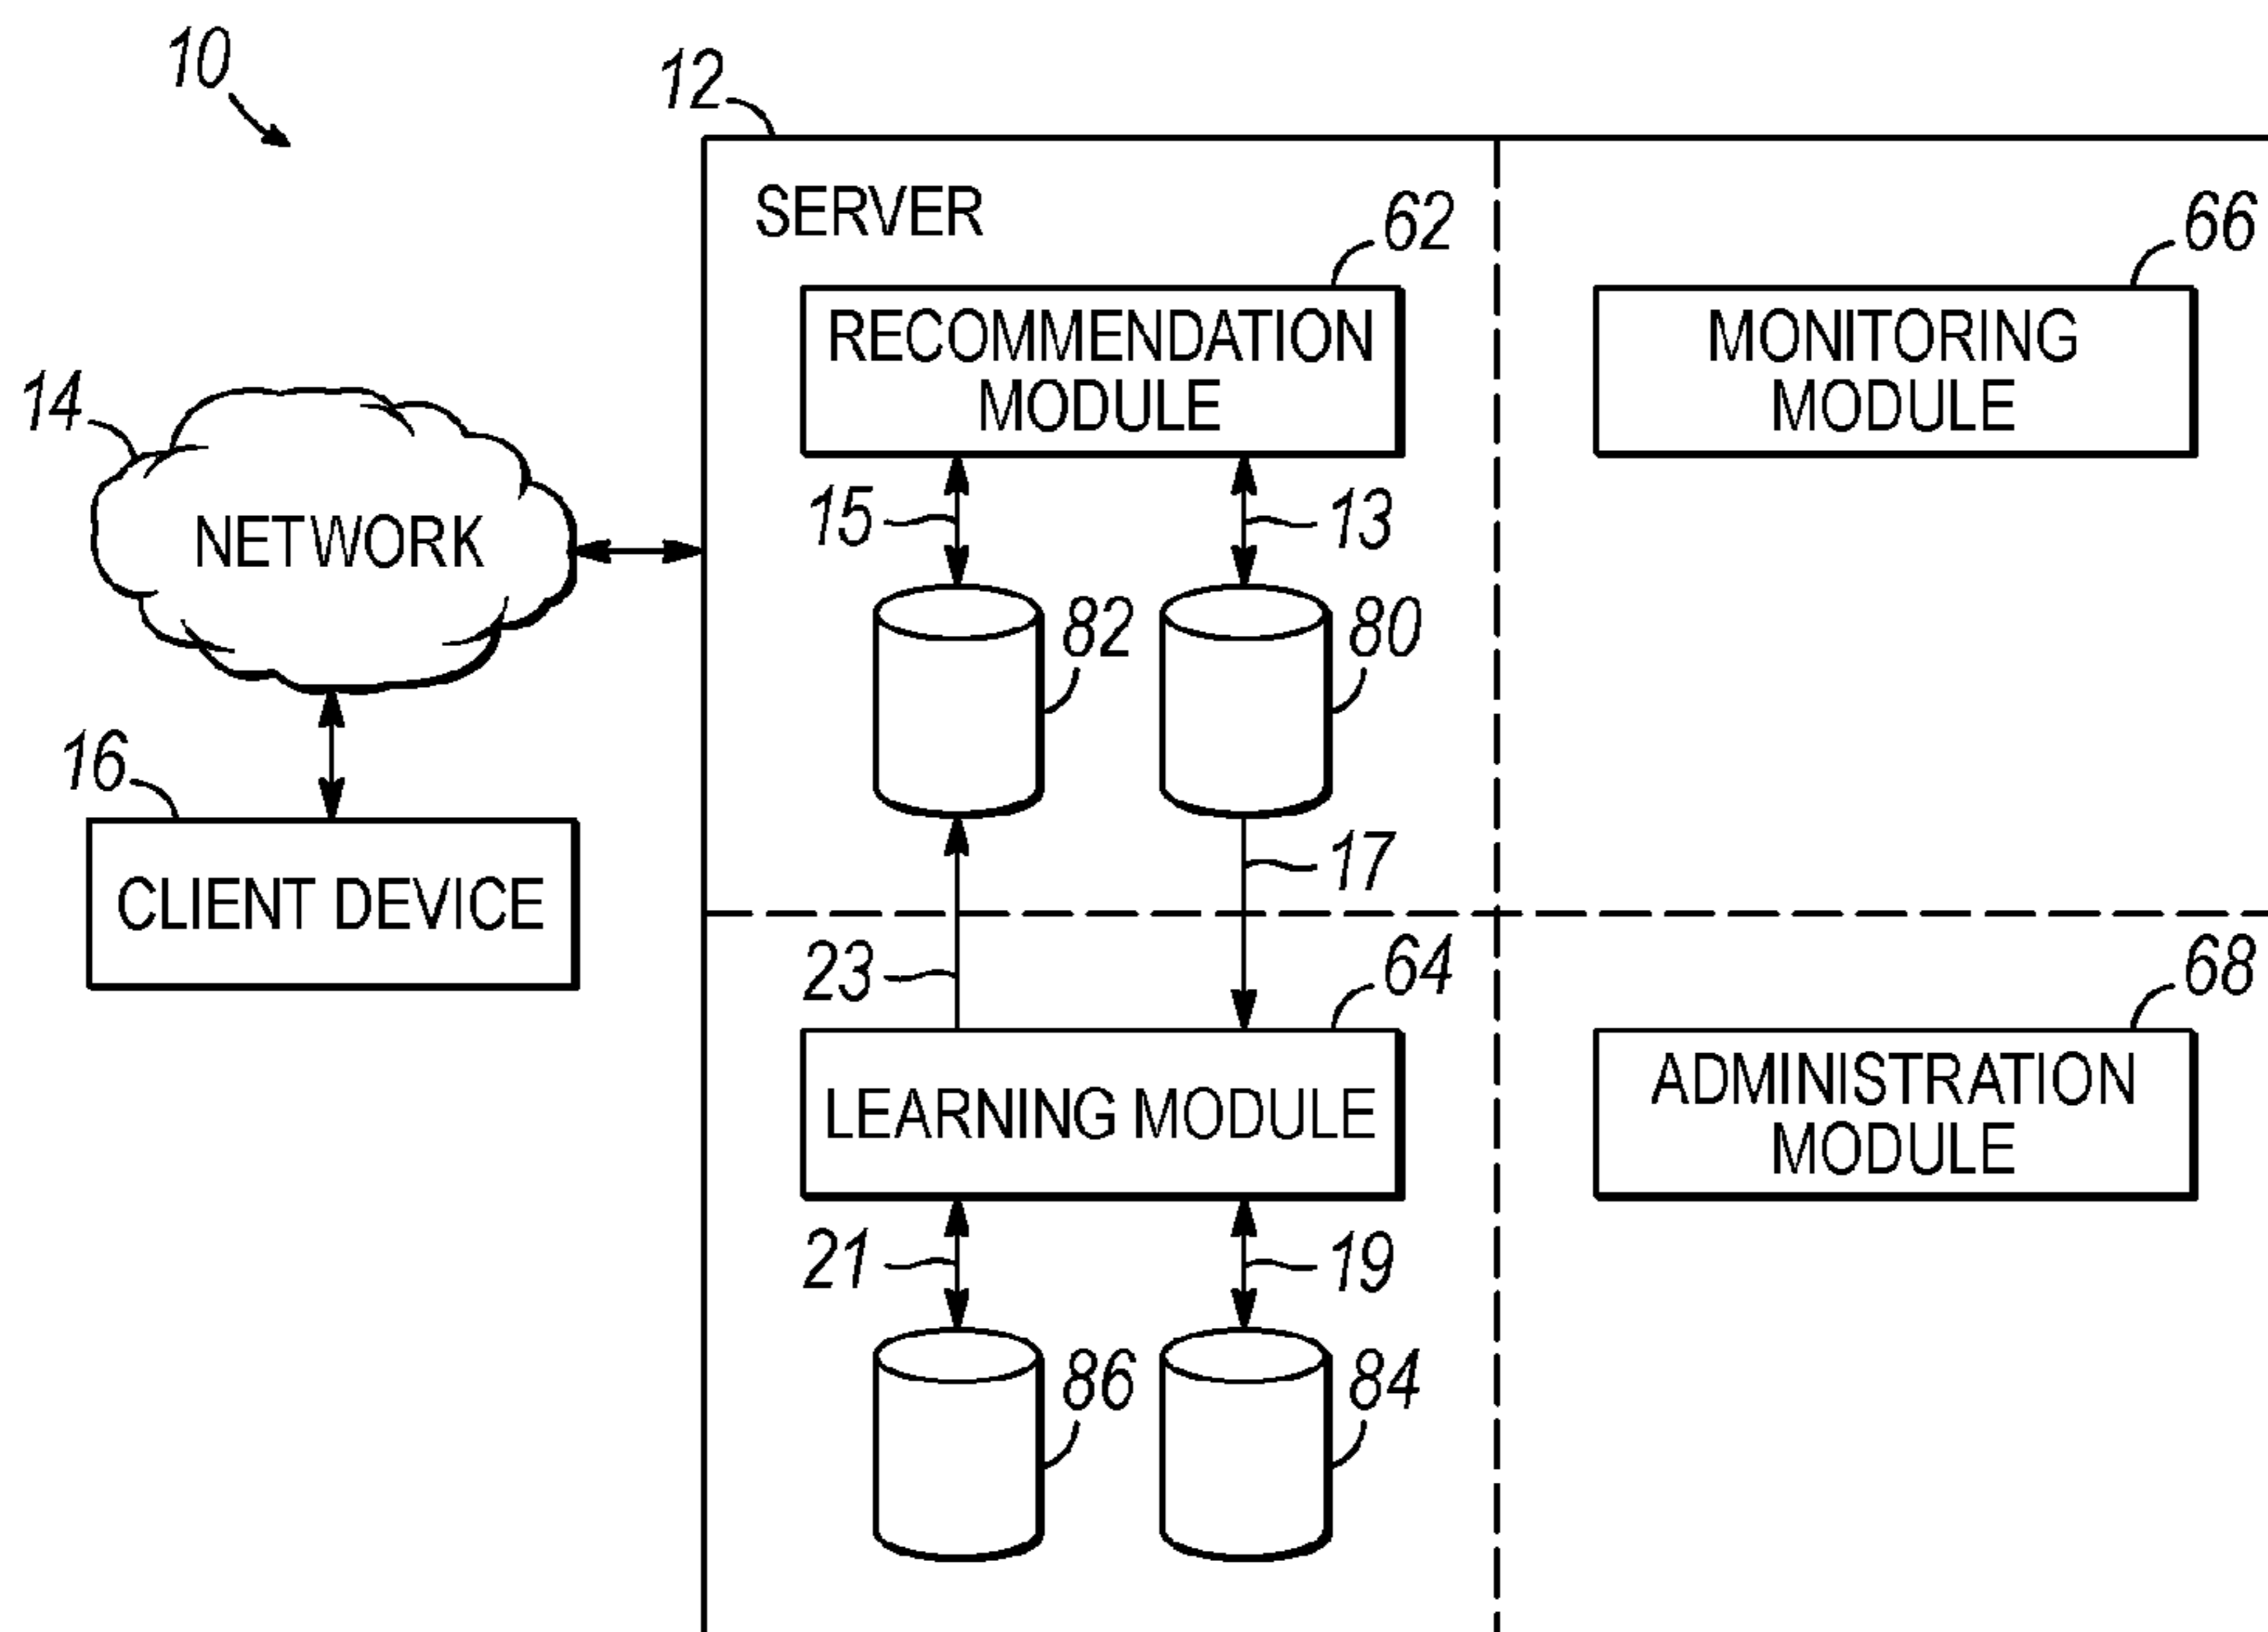 10
12
SERVER
62
66
RECOMMENDATION
MODULE
MONITORING
MODULE
14
NETWORK
15
13
82
80
16
CLIENT DEVICE
17
23
64
68
LEARNING MODULE
ADMINISTRATION
MODULE
21
19
86
84